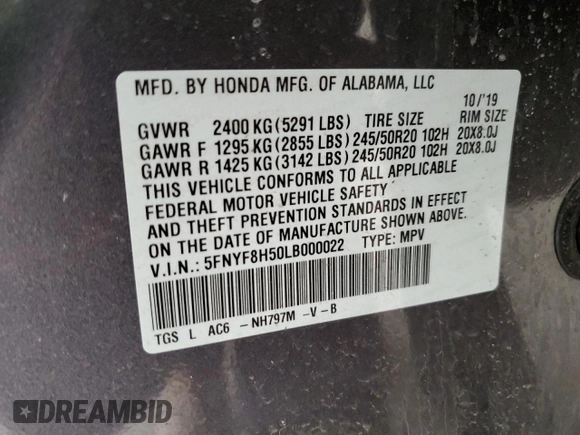 MFD. BY HONDA MFG. OF ALABAMA, LLC
10/'19
GVWR 2400 KG(5291 LBS) TIRE SIZE RIM SIZE
GAWR F 1295 KG(2855 LBS)245/50R20 102H 20X8.0J
GAWR R 1425 KG(3142 LBS)245/50R20 102H 20X8.0J
THIS VEHICLE CONFORMS TO ALL APPLICABLE
FEDERAL MOTOR VEHICLE SAFETY
AND THEFT PREVENTION STANDARDS IN EFFECT
ON THE DATE OF MANUFACTURE SHOWN ABOVE.
V.I.N.: 5FNYF8H50LB000022 TYPE: MPV
TGS L AC6 -NH797M -V-B
DREAMBID